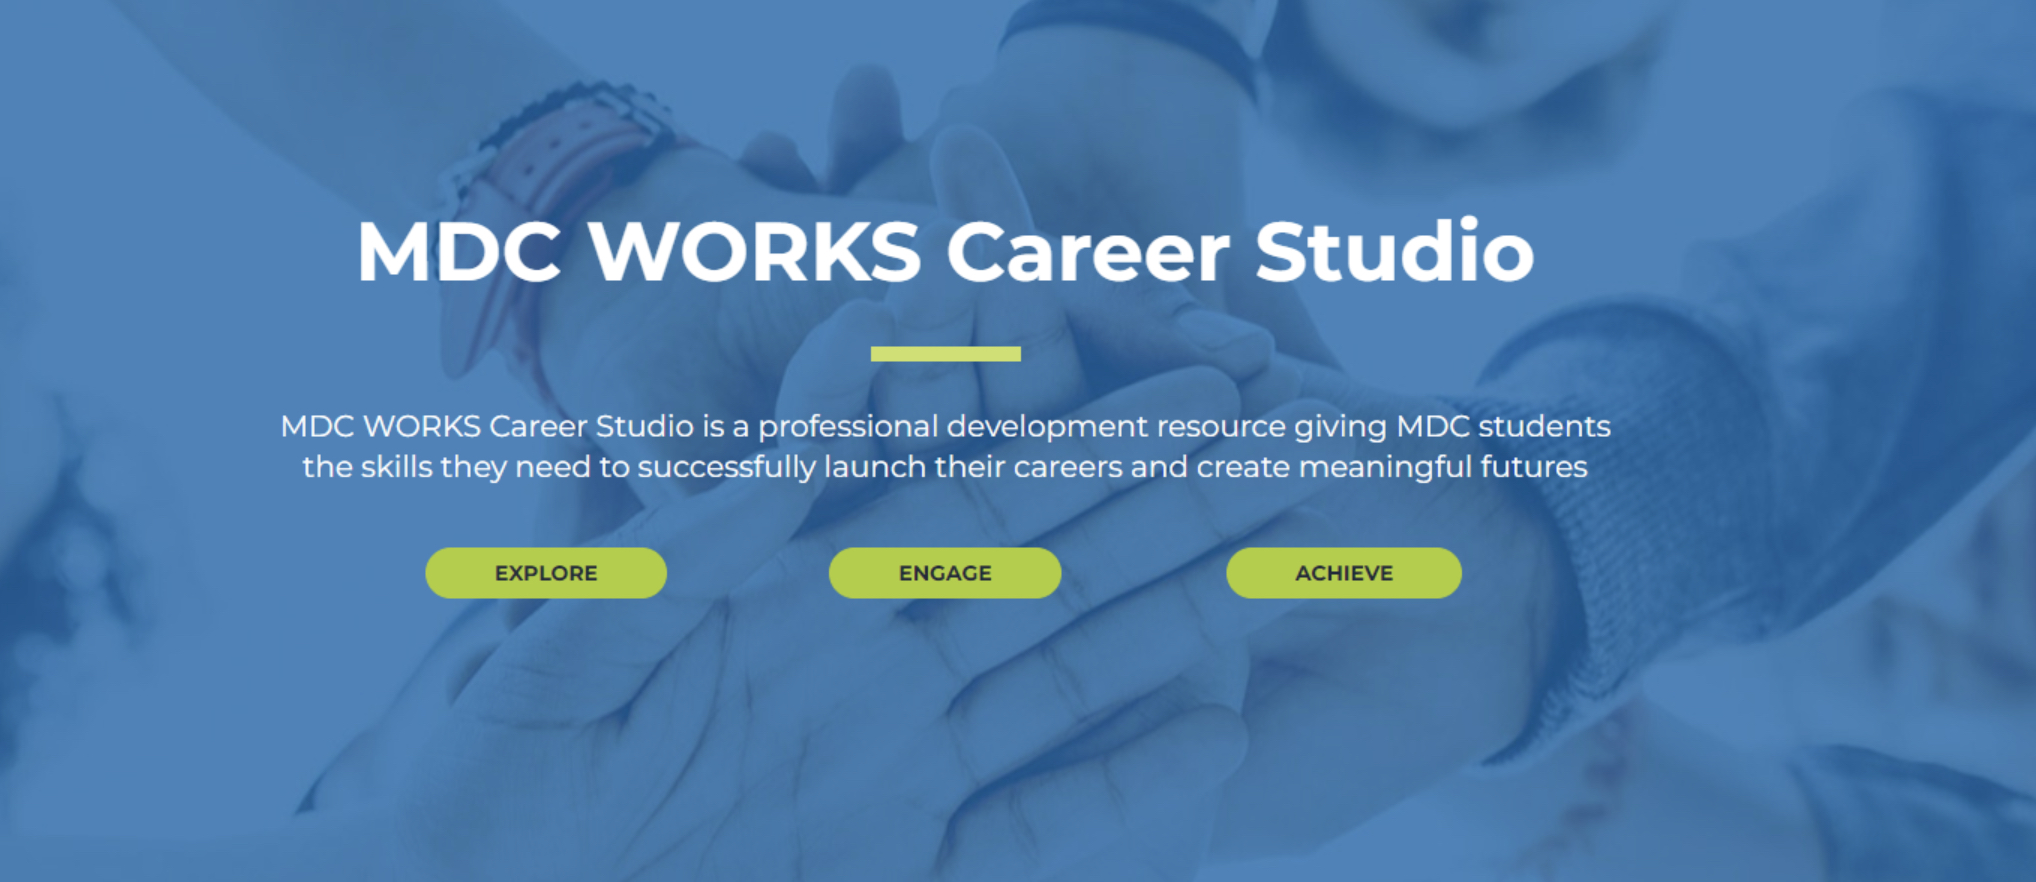 MDC WORKS Career Studio
MDC WORKS Career Studio is a professional development resource giving MDC students
the skills they need to successfully launch their careers and create meaningful futures
EXPLORE
ENGAGE
ACHIEVE